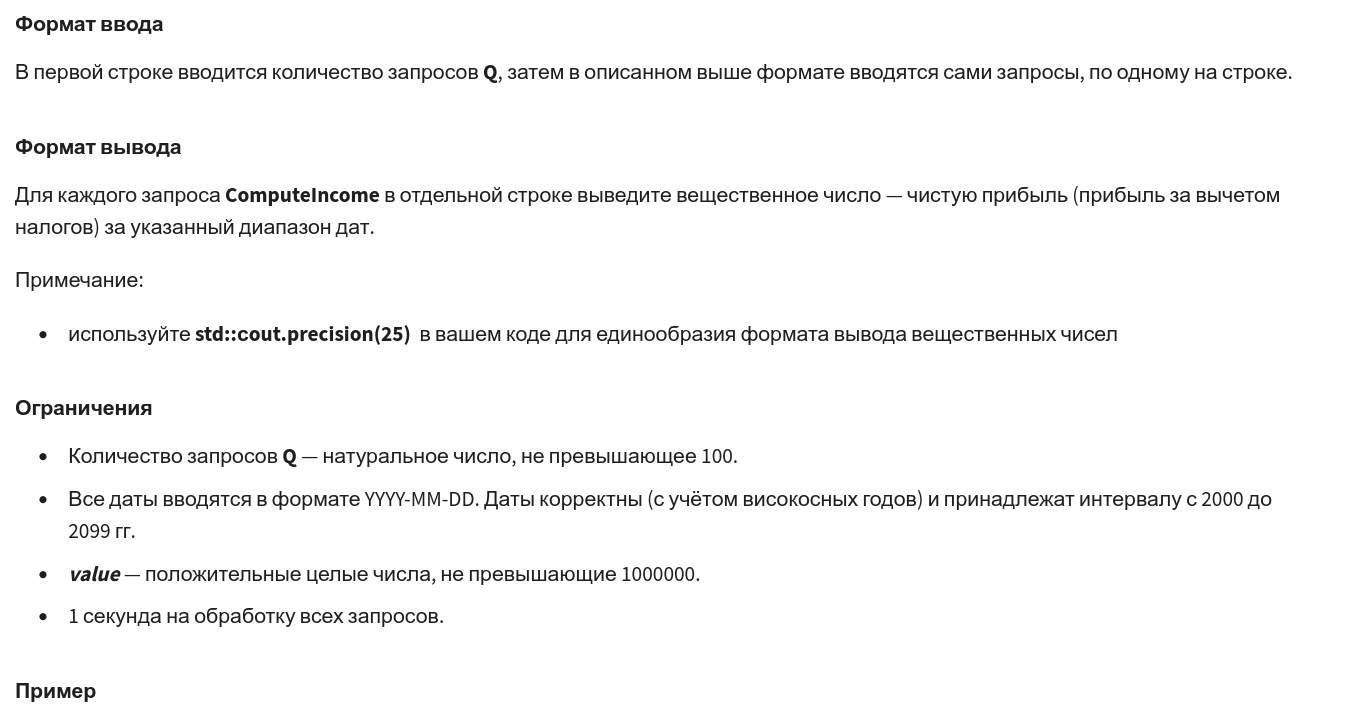 Формат ввода
В первой строке вводится количество запросов Q, затем в описанном выше формате вводятся сами запросы, по одному на строке.
Формат вывода
Для каждого запроса ComputeIncome в отдельной строке выведите вещественное число — чистую прибыль (прибыль за вычетом
налогов) за указанный диапазон дат.
Примечание:
• используйте std::cout.precision(25) в вашем коде для единообразия формата вывода вещественных чисел
Ограничения
• Количество запросов Q — натуральное число, не превышающее 100.
• Все даты вводятся в формате YYYY-MM-DD. Даты корректны (с учётом високосных годов) и принадлежат интервалу с 2000 до
2099 гг.
• value — положительные целые числа, не превышающие 1000000.
• 1 секунда на обработку всех запросов.
Пример